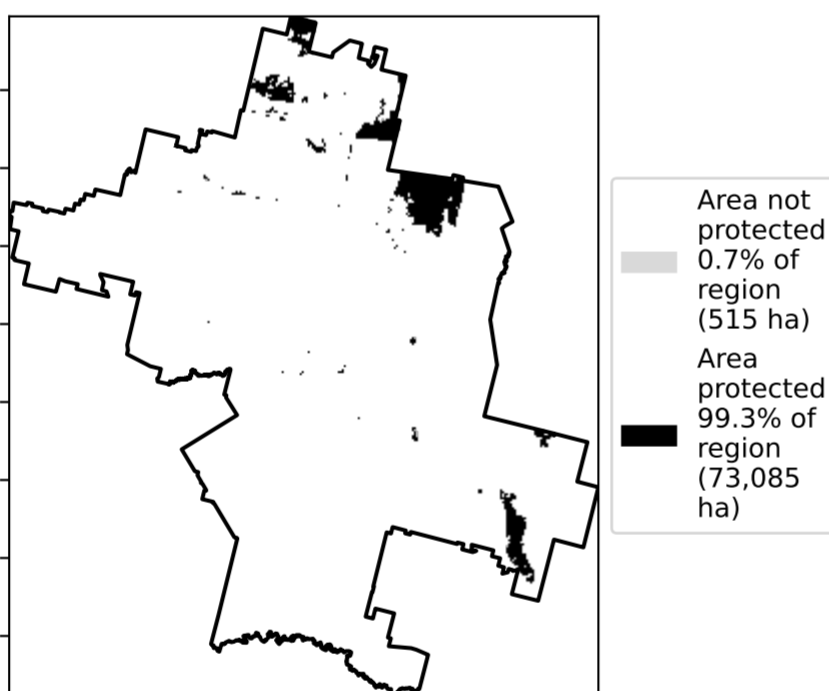 Area not
protected
0.7% of
region
(515 ha)
Area
protected
99.3% of
region
(73,085
ha)